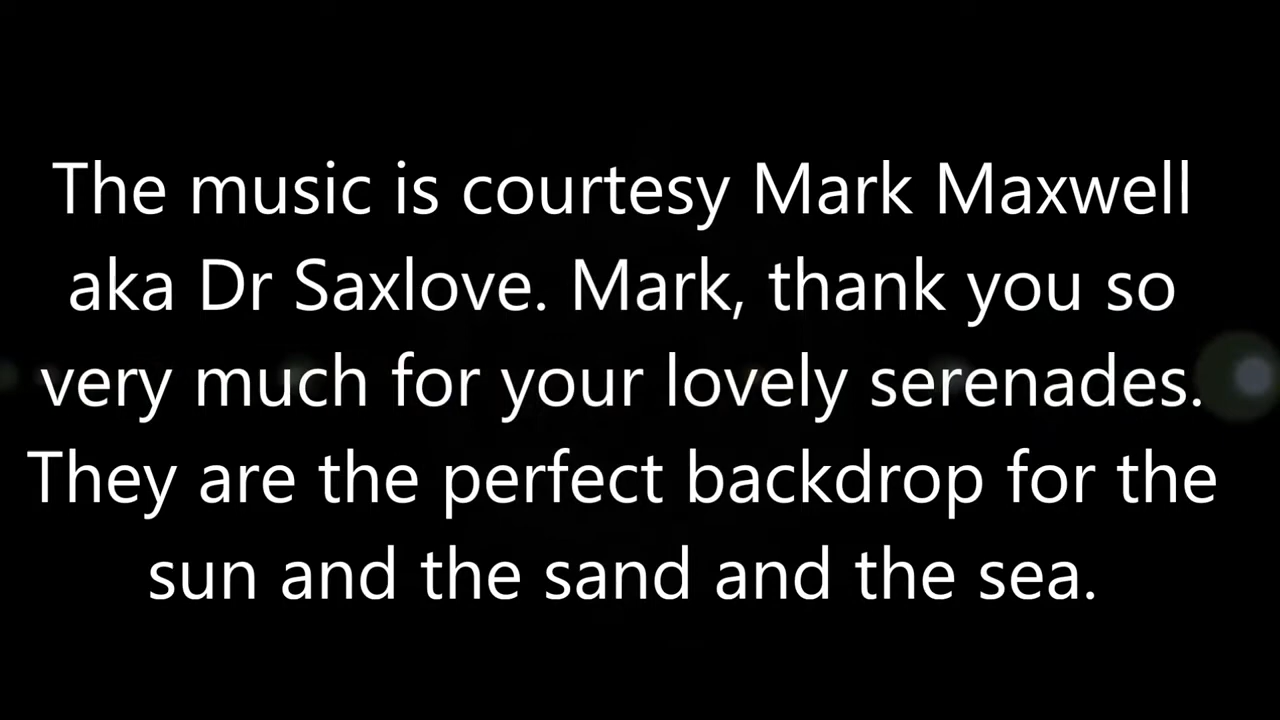 The music is courtesy Mark Maxwell
aka Dr Saxlove. Mark, thank you so
very much for your lovely serenades.
They are the perfect backdrop for the
sun and the sand and the sea.